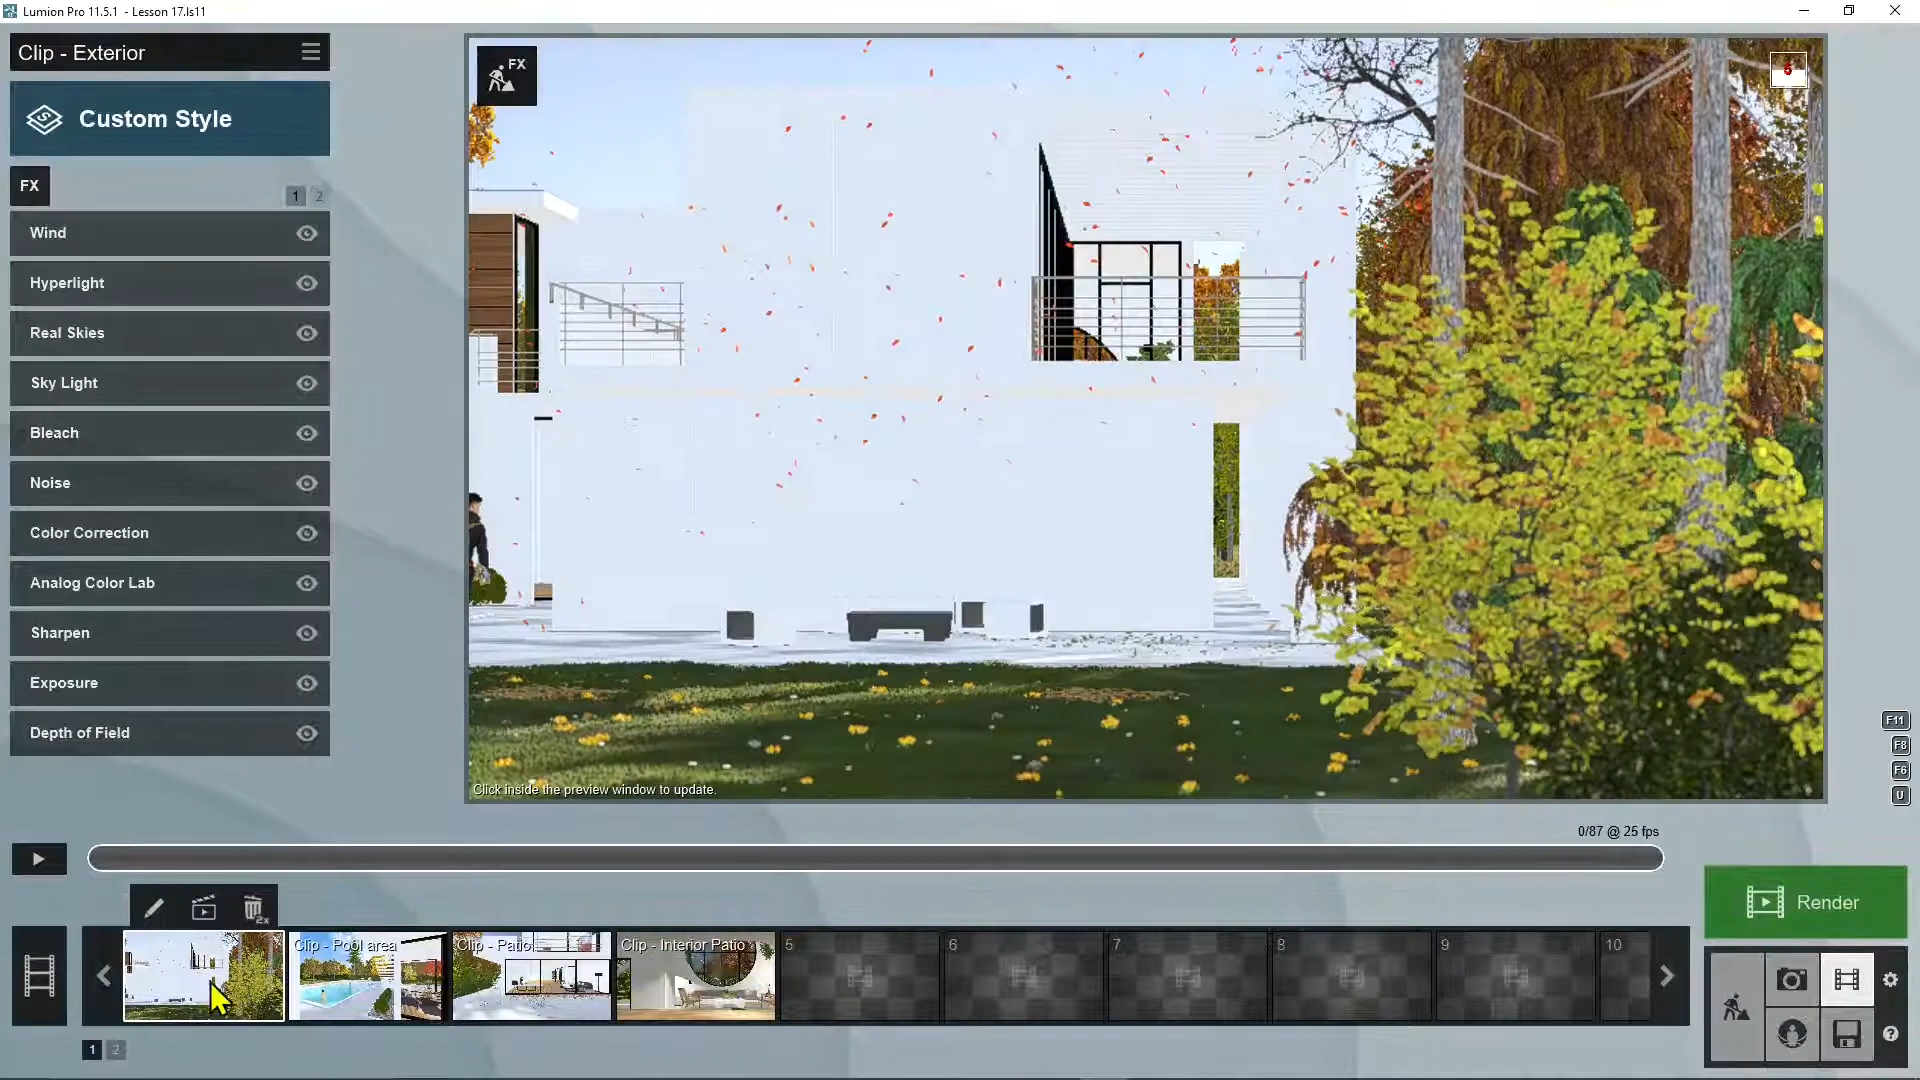 Lumion Pro 11.5.1 - Lesson 17.ls11
Clip - Exterior
Custom Style
FX
1 2
Wind
Hyperlight
Real Skies
Sky Light
Bleach
Noise
Color Correction
Analog Color Lab
Sharpen
Exposure
Depth of Field
FX
Click inside the preview window to update.
F11
F8
F6
U
0/87 @ 25 fps
Render
2x
Clip - Pool area
Clip - Patio
Clip - Interior Patio
5
6
7
8
9
10
1 2
?